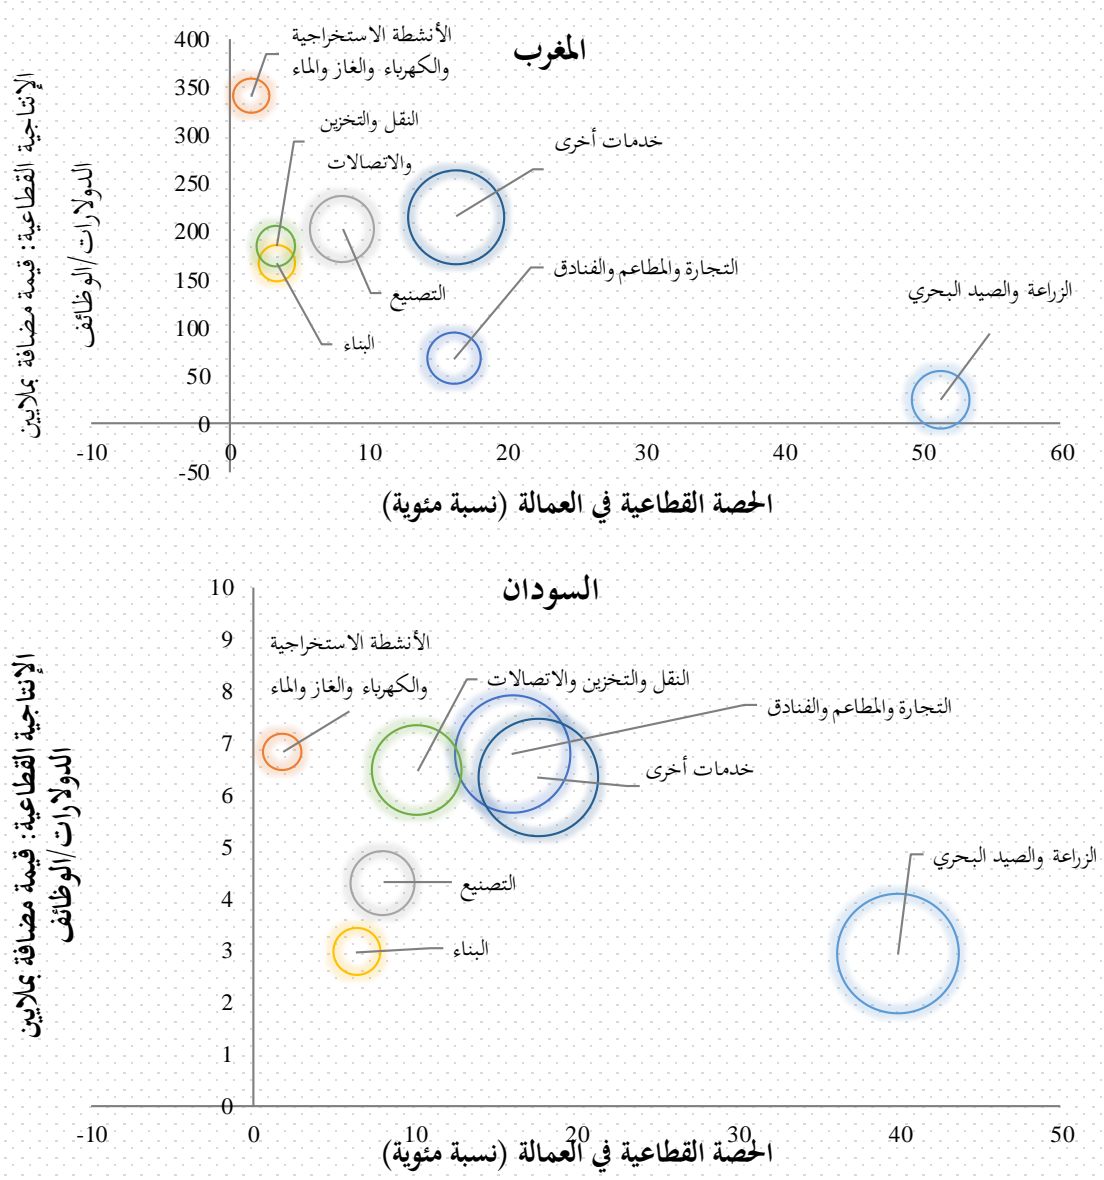 المغرب
الأنشطة الاستخراجية
والكهرباء والغاز والماء
النقل والتخزين
والاتصالات
خدمات أخرى
التصنيع
التجارة والمطاعم والفنادق
الزراعة والصيد البحري
البناء
الإنتاجية القطاعية: قيمة مضافة بملايين
الدولارات/الوظائف
400
350
300
250
200
150
100
50
0
-50
-10
0
10
20
30
40
50
60
الحصة القطاعية في العمالة (نسبة مئوية)
السودان
الأنشطة الاستخراجية
والكهرباء والغاز والماء
النقل والتخزين والاتصالات
التجارة والمطاعم والفنادق
خدمات أخرى
الزراعة والصيد البحري
التصنيع
البناء
الإنتاجية القطاعية: قيمة مضافة بملايين
الدولارات/الوظائف
10
9
8
7
6
5
4
3
2
1
0
-10
0
10
20
30
40
50
الحصة القطاعية في العمالة (نسبة مئوية)